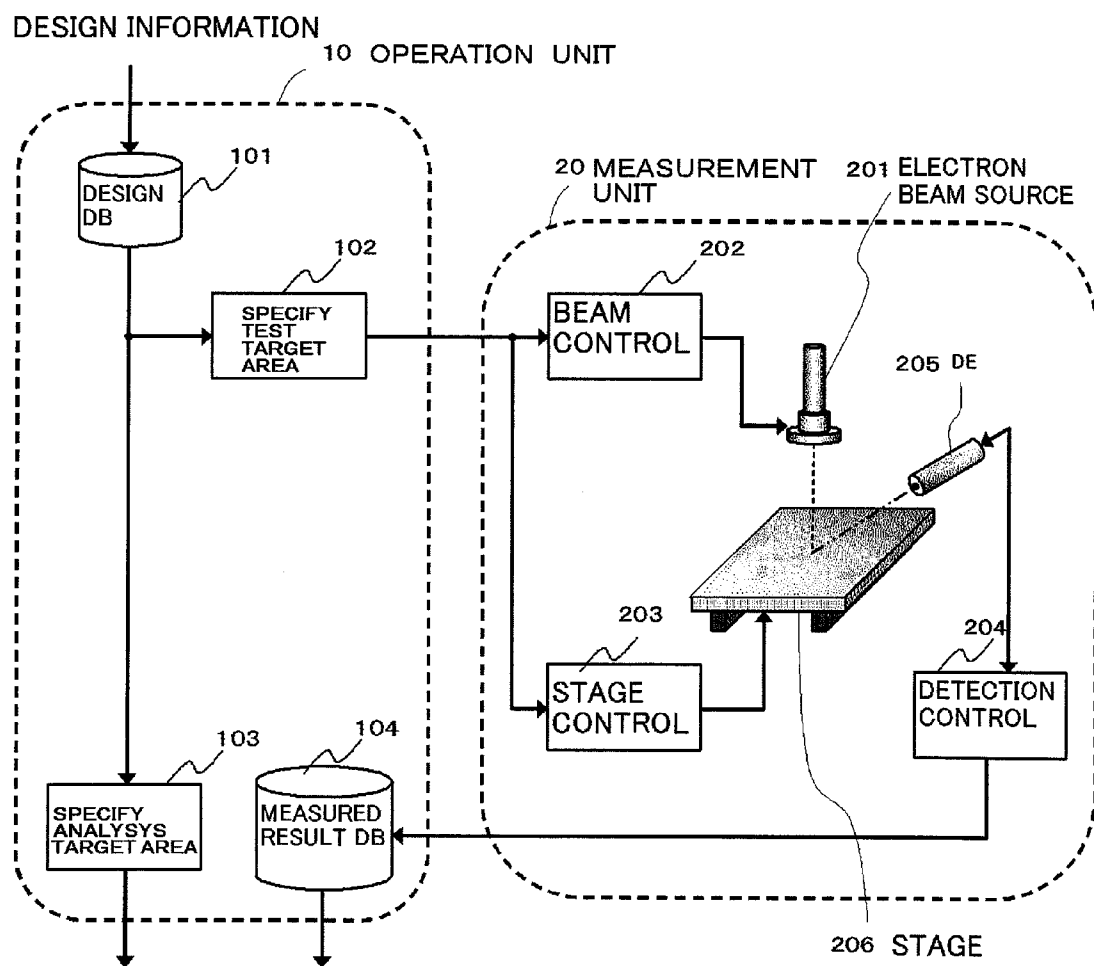 DESIGN INFORMATION
10 OPERATION UNIT
101
DESIGN
DB
102
SPECIFY
TEST
TARGET
AREA
20 MEASUREMENT
UNIT
201 ELECTRON
BEAM SOURCE
202
BEAM
CONTROL
205 DE
203
STAGE
CONTROL
204
DETECTION
CONTROL
103
SPECIFY
ANALYSYS
TARGET AREA
104
MEASURED
RESULT DB
206 STAGE